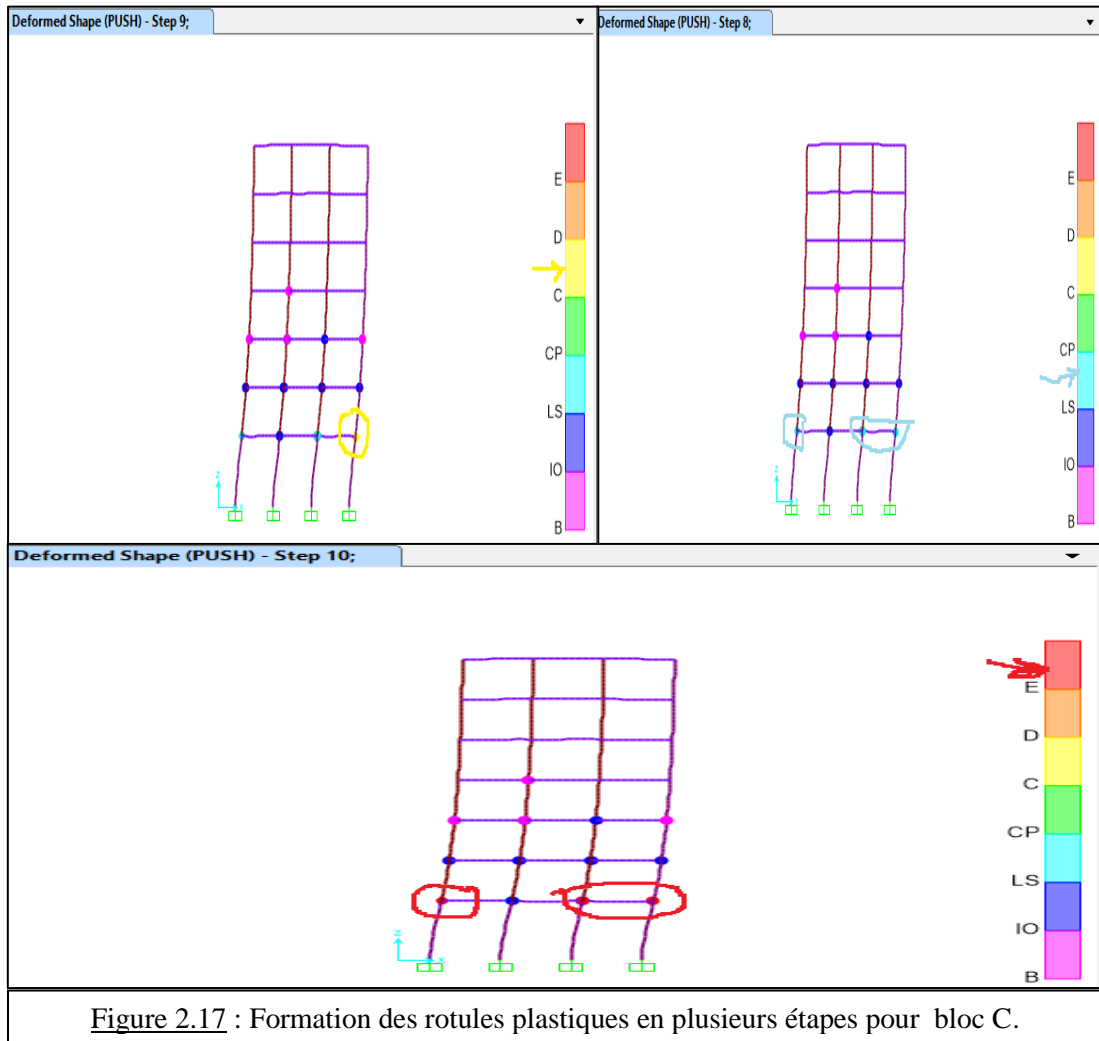 Deformed Shape (PUSH) - Step 9;
E
D
C
CP
LS
IO
B
Z
X
Deformed Shape (PUSH) - Step 8;
E
D
C
CP
LS
IO
B
Z
X
Deformed Shape (PUSH) - Step 10;
E
D
C
CP
LS
IO
B
Z
X
Figure 2.17 : Formation des rotules plastiques en plusieurs étapes pour bloc C.